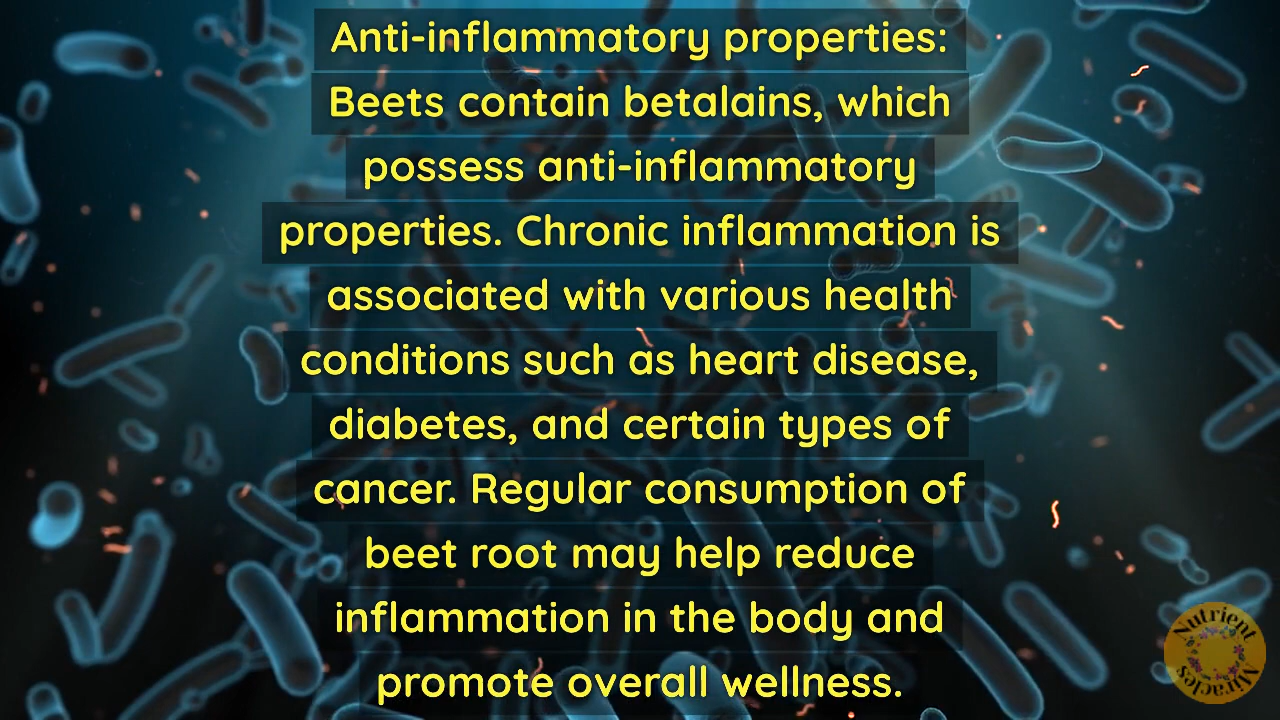 Anti-inflammatory properties:
Beets contain betalains, which
possess anti-inflammatory
properties. Chronic inflammation is
associated with various health
conditions such as heart disease,
diabetes, and certain types of
cancer. Regular consumption of
beet root may help reduce
inflammation in the body and
promote overall wellness.
Nutrient
Miracles